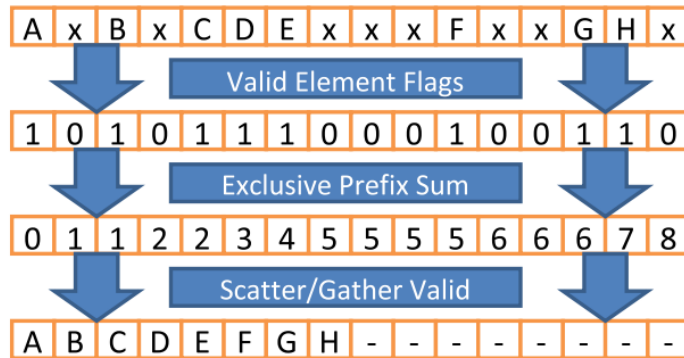 A x B x C D E x x x F x x G H x
Valid Element Flags
1 0 1 0 1 1 1 0 0 0 1 0 0 1 1 0
Exclusive Prefix Sum
0 1 1 2 2 3 4 5 5 5 5 6 6 6 7 8
Scatter/Gather Valid
A B C D E F G H - - - - - - - -